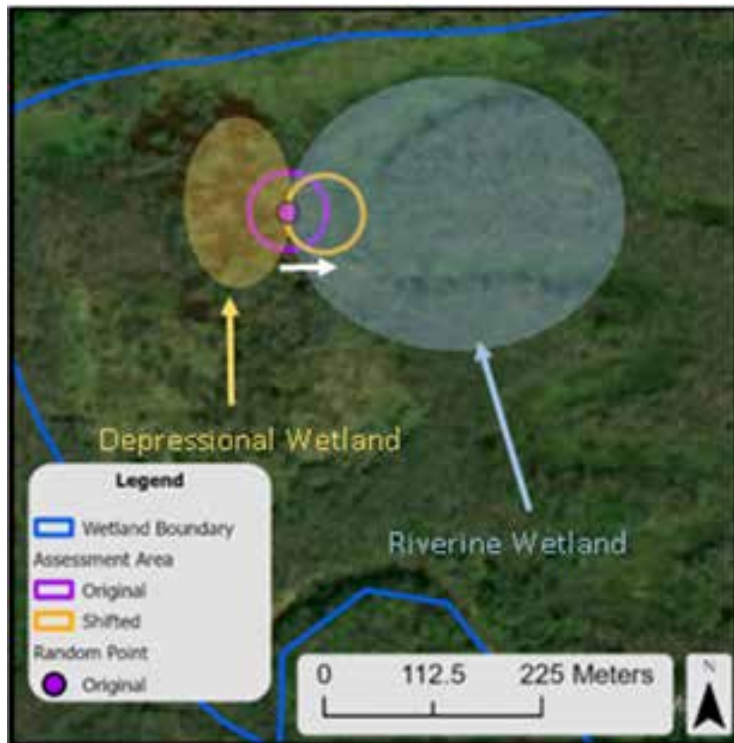 Depressional Wetland
Riverine Wetland
Legend
Wetland Boundary
Assessment Area
Original
Shifted
Random Point
Original
0 112.5 225 Meters
N